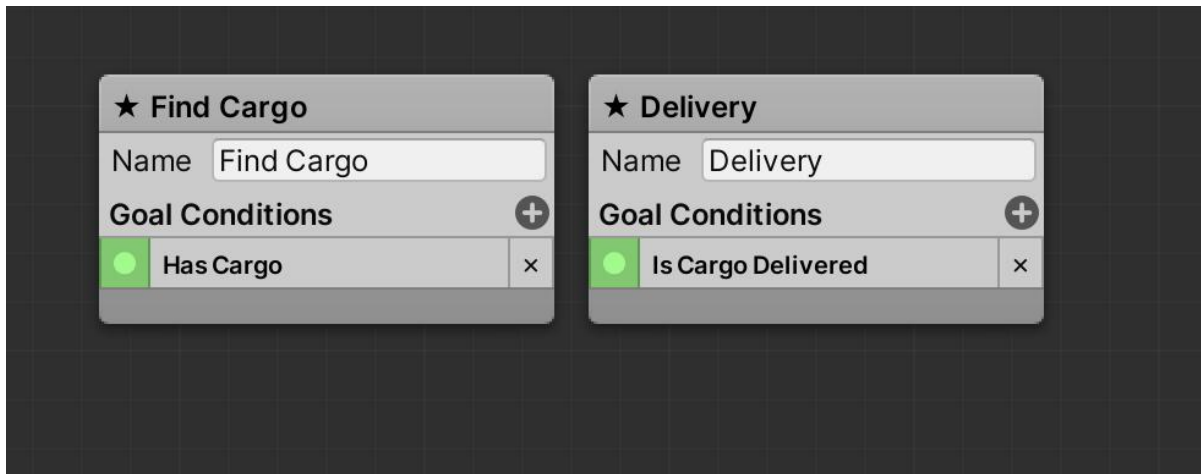 ★ Find Cargo
Name Find Cargo
Goal Conditions
Has Cargo ×
★ Delivery
Name Delivery
Goal Conditions
Is Cargo Delivered ×